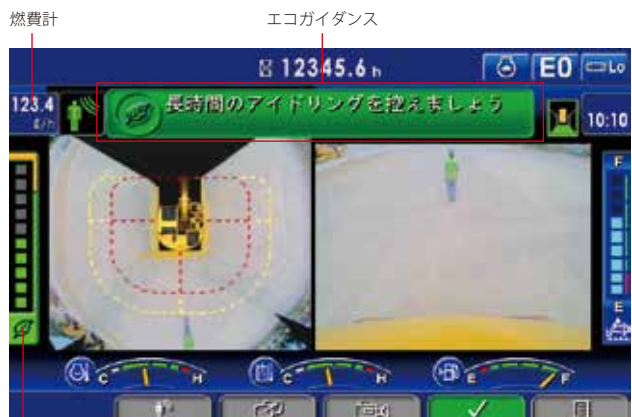 燃費計
エコガイダンス
12345.6 h
E0
Lo
123.4
ℓ/h
長時間のアイドリングを控えましょう
10:10
F
E
C H
C H
E F